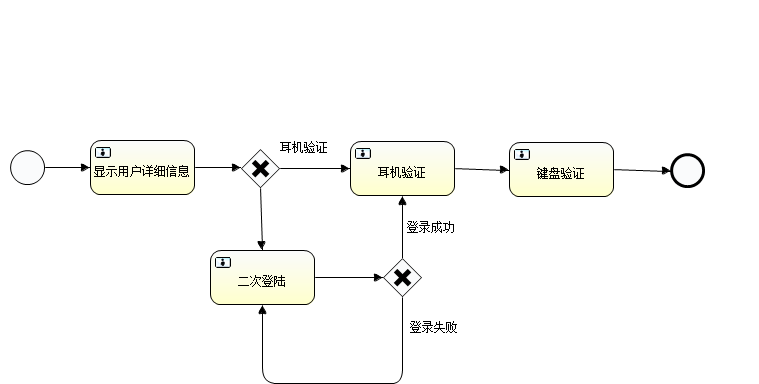 耳机验证
显示用户详细信息
耳机验证
键盘验证
登录成功
二次登陆
登录失败